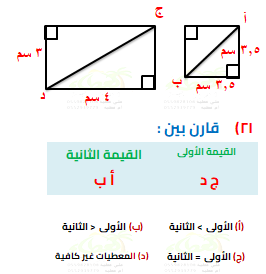 ج
أ
٣ سم
٣,٥ سم
ب
٣,٥ سم
د
٤ سم
٢١) قارن بين :
القيمة الأولى
القيمة الثانية
ج د
أ ب
(أ) الأولى > الثانية
(ب) الأولى < الثانية
(ج) الأولى = الثانية
(د) المعطيات غير كافية